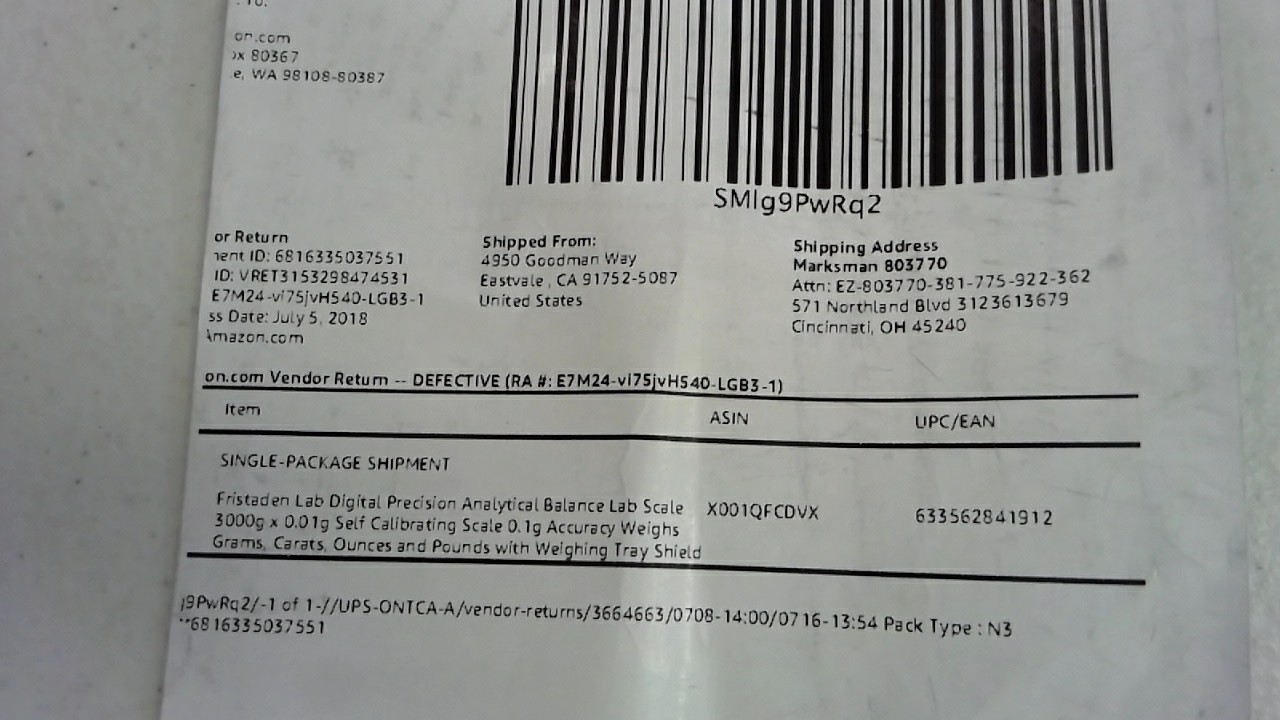 on.com
ox 80367
e, WA 98108-80387
SMIg9PwRq2
or Return
ent ID: 6816335037551
ID: VRET3153298474531
E7M24-vi75jvH540-LGB3-1
ss Date: July 5, 2018
Amazon.com
Shipped From:
4950 Goodman Way
Eastvale , CA 91752-5087
United States
Shipping Address
Marksman 803770
Attn: EZ-803770-381-775-922-362
571 Northland Blvd 3123613679
Cincinnati, OH 45240
on.com Vendor Return -- DEFECTIVE (RA #: E7M24-vi75jvH540-LGB3-1)
Item ASIN UPC/EAN
SINGLE-PACKAGE SHIPMENT
Fristaden Lab Digital Precision Analytical Balance Lab Scale X001QFCDVX 633562841912
3000g x 0.01g Self Calibrating Scale 0.1g Accuracy Weighs
Grams, Carats, Ounces and Pounds with Weighing Tray Shield
g9PwRq2/-1 of 1-//UPS-ONTCA-A/vendor-returns/3664663/0708-14:00/0716-13:54 Pack Type : N3
**6816335037551